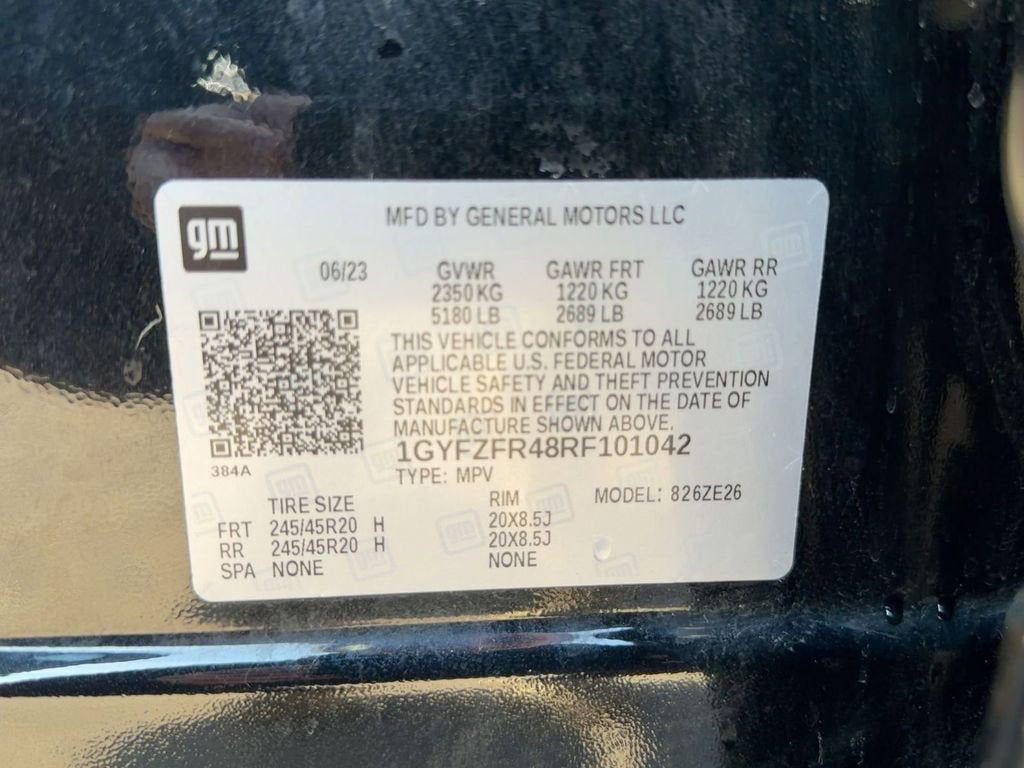 gm
MFD BY GENERAL MOTORS LLC
06/23 GVWR GAWR FRT GAWR RR
2350 KG 1220 KG 1220 KG
5180 LB 2689 LB 2689 LB
THIS VEHICLE CONFORMS TO ALL
APPLICABLE U.S. FEDERAL MOTOR
VEHICLE SAFETY AND THEFT PREVENTION
STANDARDS IN EFFECT ON THE DATE OF
MANUFACTURE SHOWN ABOVE.
1GYFZFR48RF101042
384A
TYPE: MPV
TIRE SIZE RIM MODEL: 826ZE26
FRT 245/45R20 H 20X8.5J
RR 245/45R20 H 20X8.5J
SPA NONE NONE